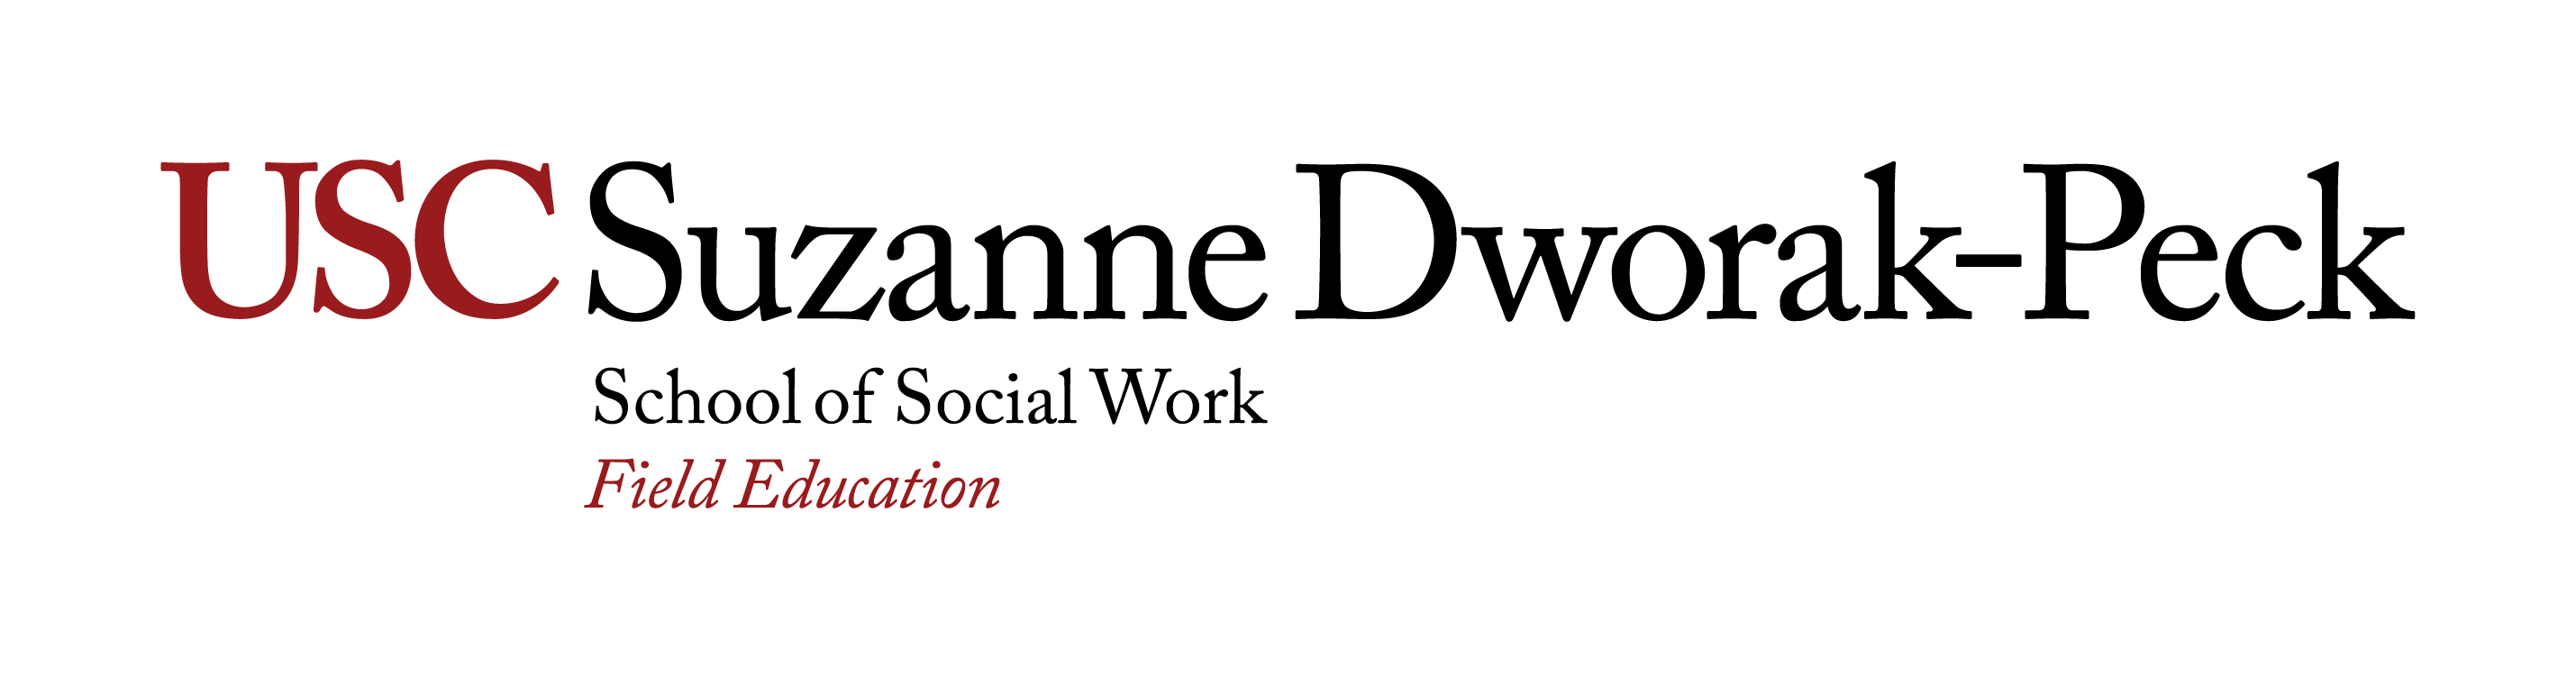 USC Suzanne Dworak-Peck
School of Social Work
Field Education